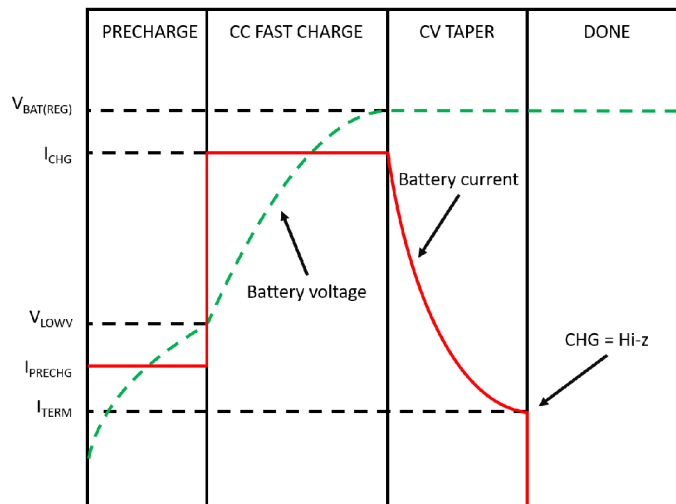 PRECHARGE
CC FAST CHARGE
CV TAPER
DONE
VBAT(REG)
ICHG
Battery current
Battery voltage
VLOWV
CHG = Hi-z
IPRECHG
ITERM